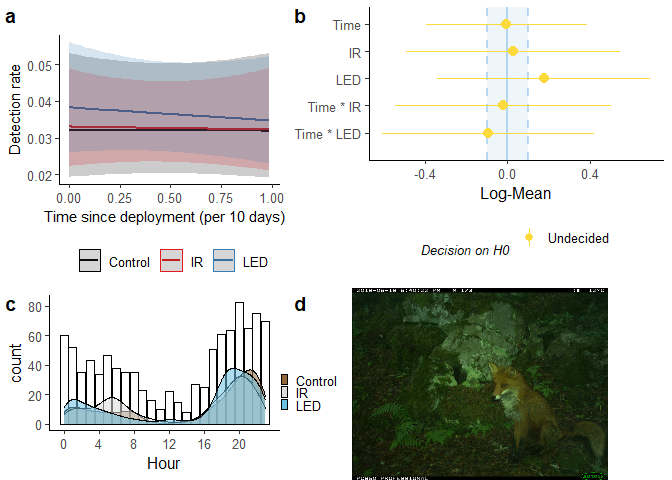 a
Detection rate
0.05
0.04
0.03
0.02
0.00
0.25
0.50
0.75
1.00
Time since deployment (per 10 days)
Control
IR
LED
b
Time
IR
LED
Time * IR
Time * LED
-0.4
0.0
0.4
Log-Mean
Decision on H0
Undecided
c
count
80
60
40
20
0
0
4
8
12
16
20
Hour
Control
IR
LED
d
PC850 PROFESSIONAL